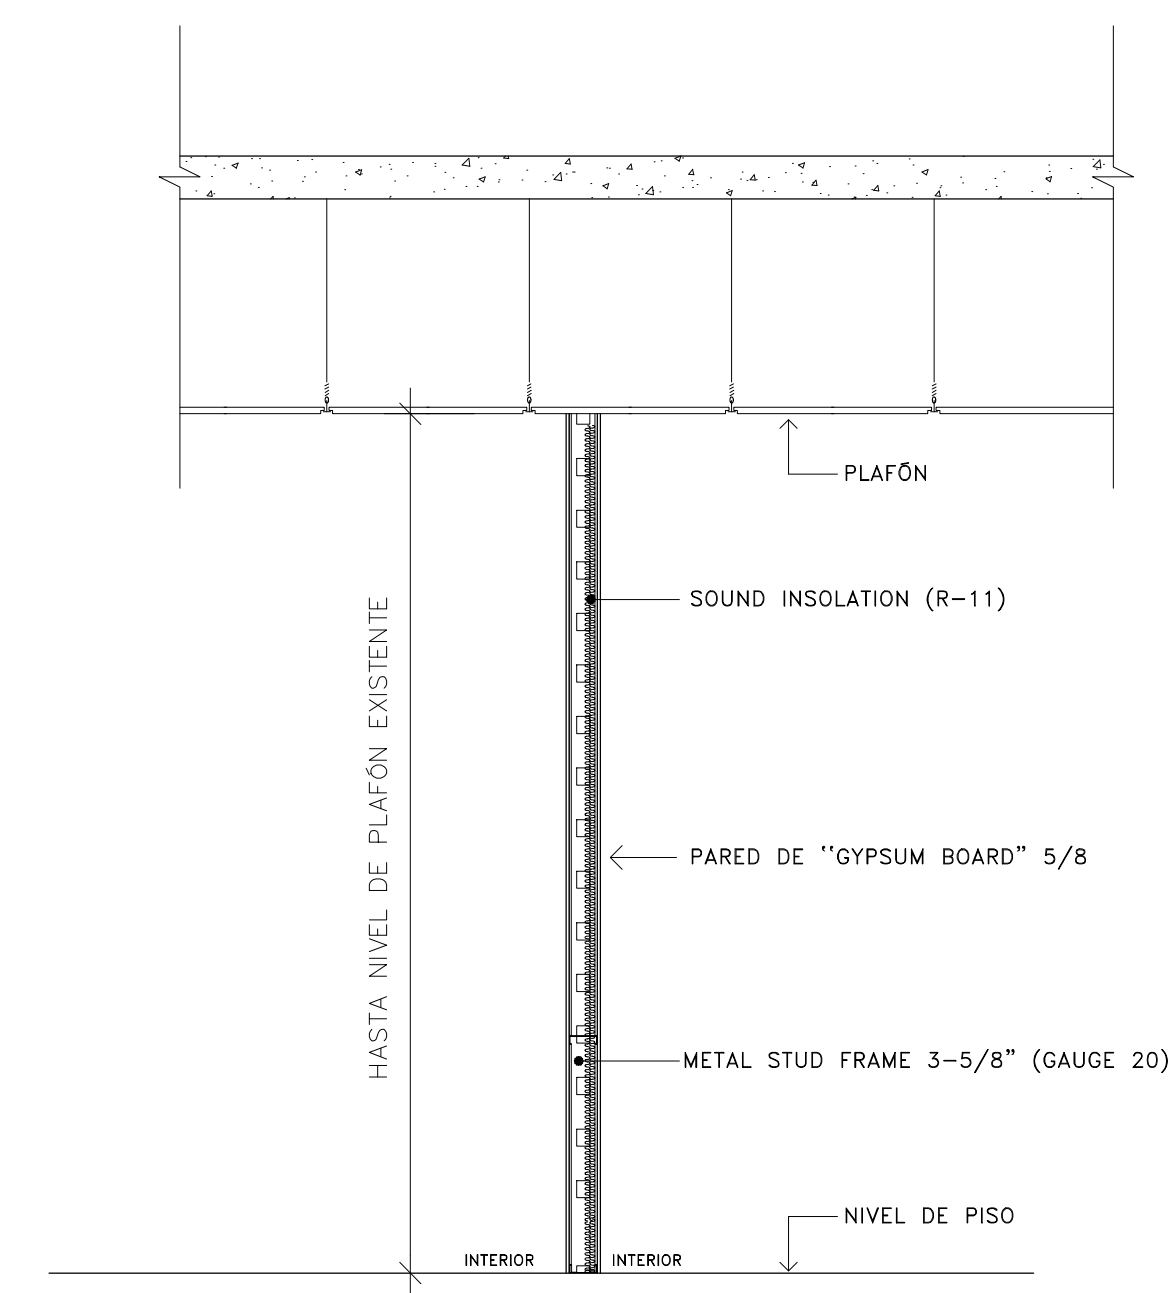 PLAFŌN
SOUND INSOLATION (R-11)
HASTA NIVEL DE PLAFÓN EXISTENTE
PARED DE "GYPSUM BOARD" 5/8
METAL STUD FRAME 3-5/8" (GAUGE 20)
NIVEL DE PISO
INTERIOR INTERIOR